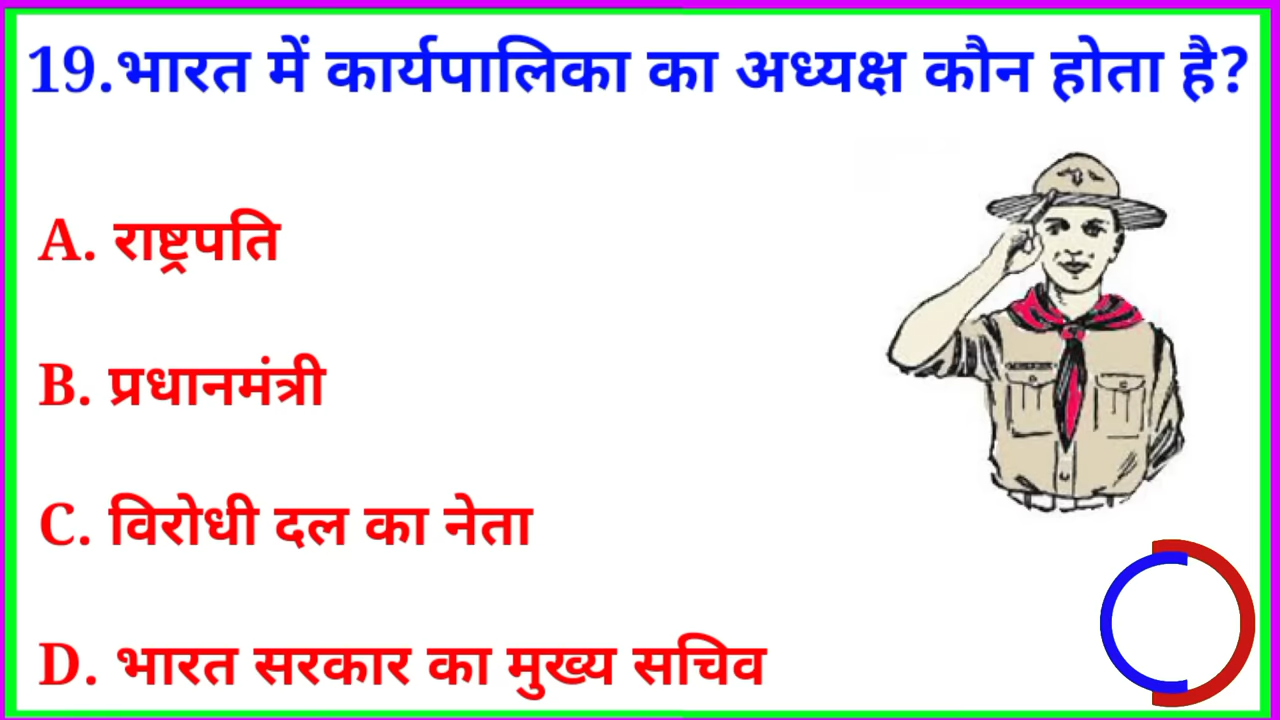 19.भारत में कार्यपालिका का अध्यक्ष कौन होता है?
A. राष्ट्रपति
B. प्रधानमंत्री
C. विरोधी दल का नेता
D. भारत सरकार का मुख्य सचिव